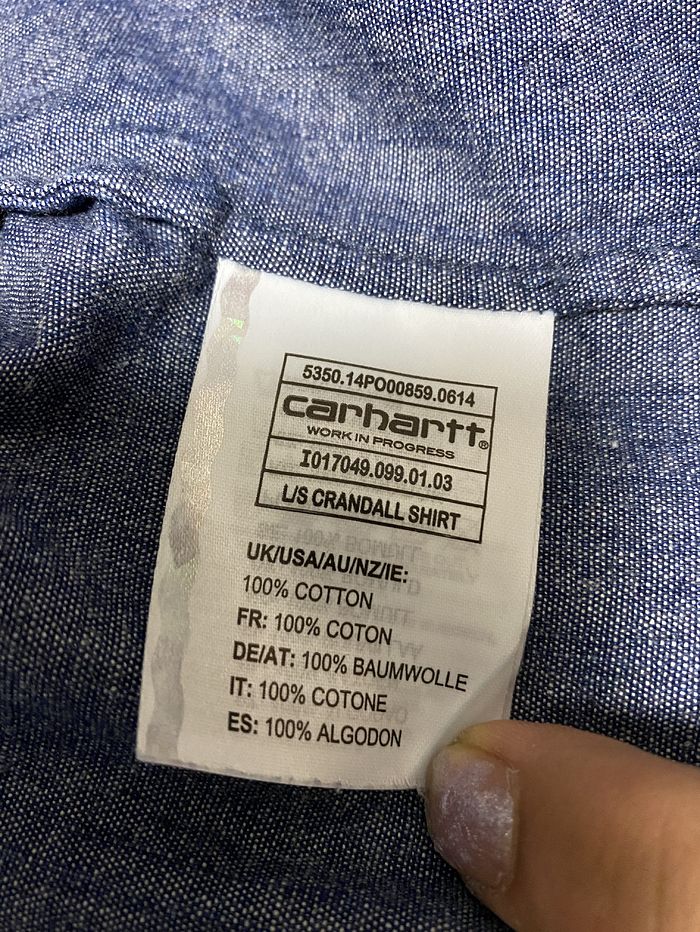 5350.14PO00859.0614
carhartt®
WORK IN PROGRESS
I017049.099.01.03
L/S CRANDALL SHIRT
UK/USA/AU/NZ/IE:
100% COTTON
FR: 100% COTON
DE/AT: 100% BAUMWOLLE
IT: 100% COTONE
ES: 100% ALGODON